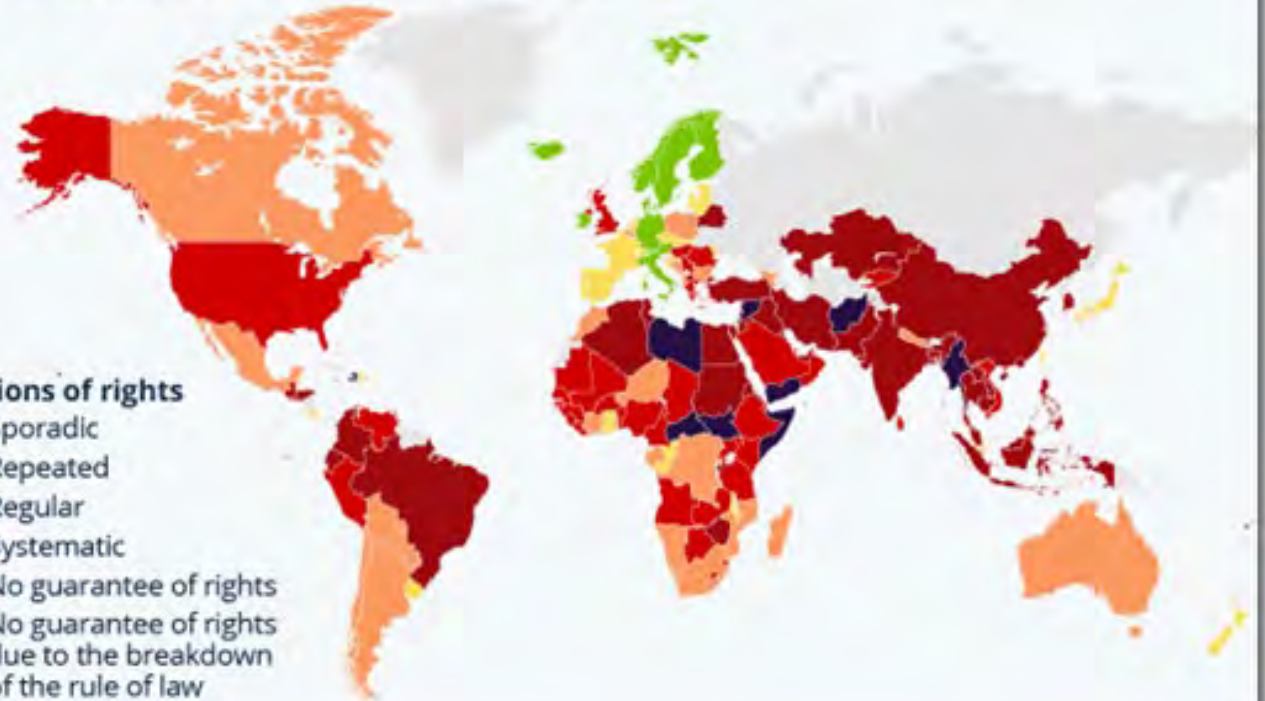 ions of rights
poradic
Repeated
Regular
ystematic
No guarantee of rights
No guarantee of rights
due to the breakdown
of the rule of law